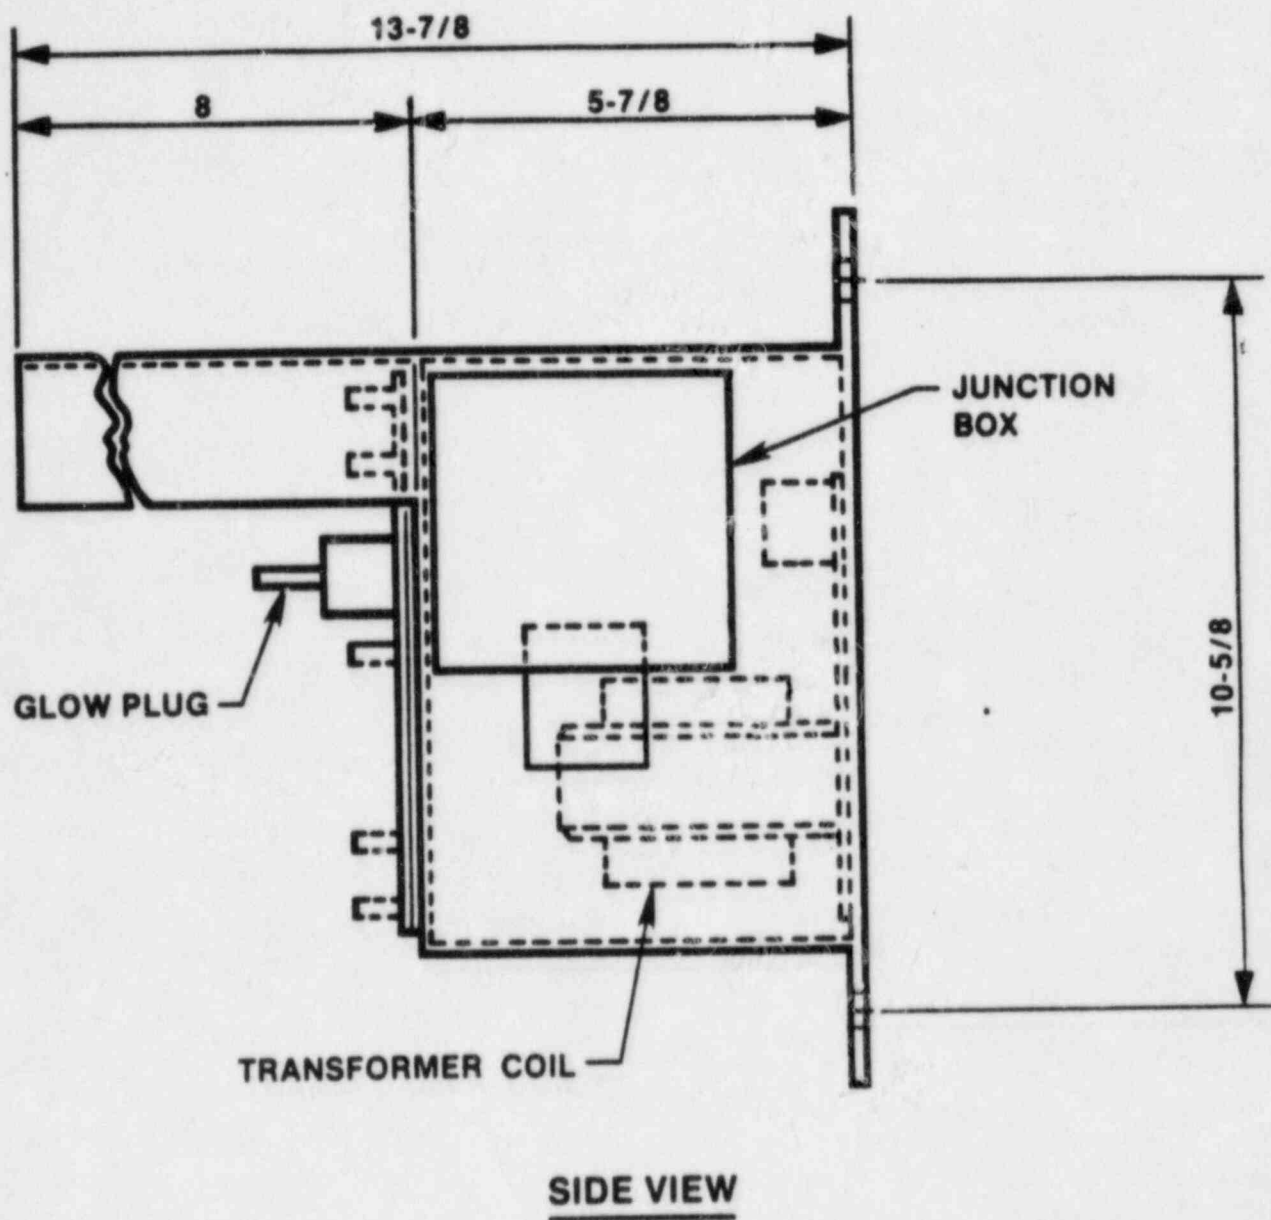 13-7/8
8
5-7/8
JUNCTION
BOX
10-5/8
GLOW PLUG
TRANSFORMER COIL
SIDE VIEW